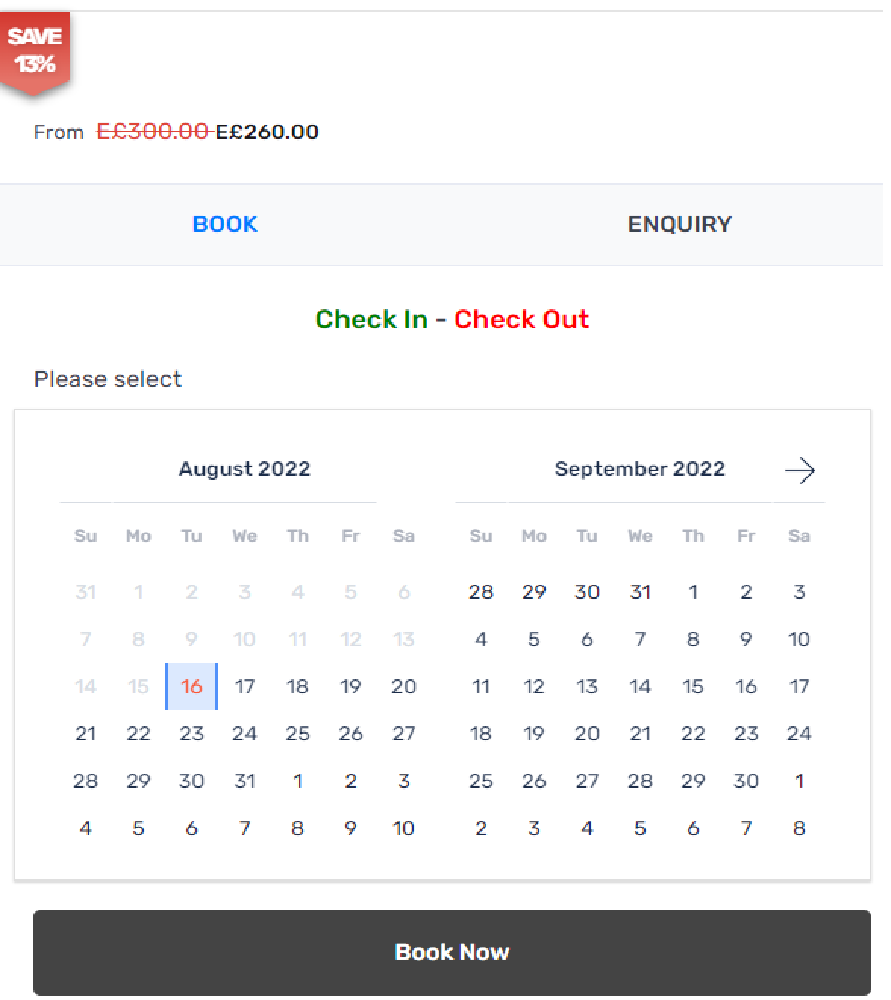 SAVE
13%
From E£300.00 E£260.00
BOOK ENQUIRY
Check In - Check Out
Please select
August 2022
Su Mo Tu We Th Fr Sa
31 1 2 3 4 5 6
7 8 9 10 11 12 13
14 15 16 17 18 19 20
21 22 23 24 25 26 27
28 29 30 31 1 2 3
4 5 6 7 8 9 10
September 2022
Su Mo Tu We Th Fr Sa
28 29 30 31 1 2 3
4 5 6 7 8 9 10
11 12 13 14 15 16 17
18 19 20 21 22 23 24
25 26 27 28 29 30 1
2 3 4 5 6 7 8
Book Now